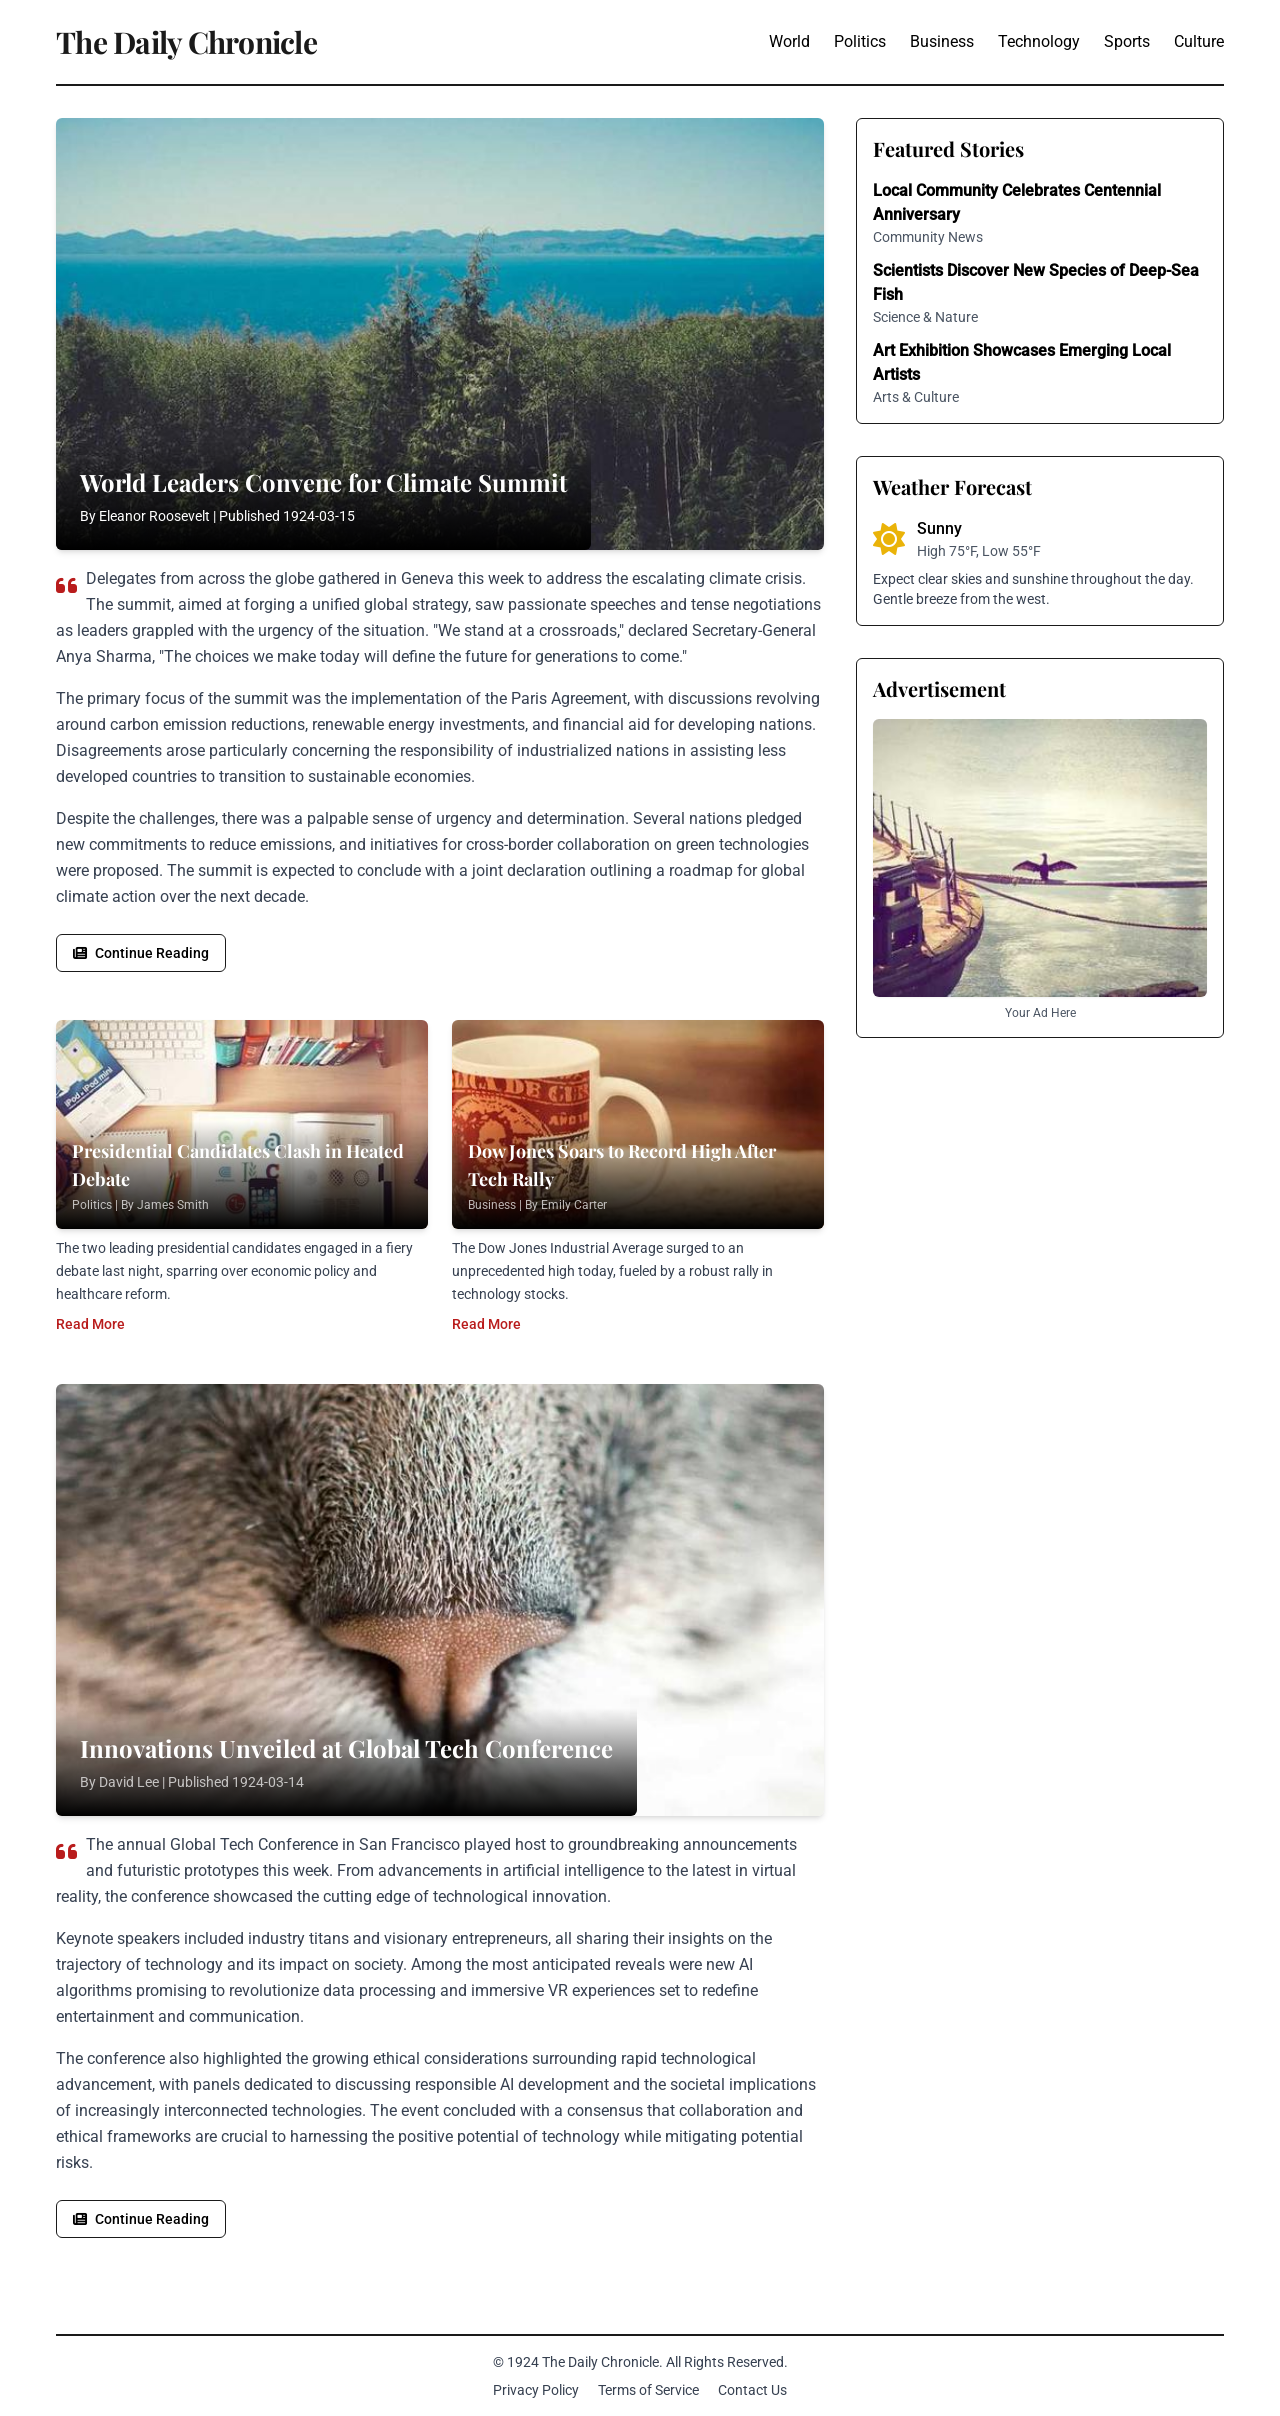 The Daily Chronicle
World Politics Business Technology Sports Culture
World Leaders Convene for Climate Summit
By Eleanor Roosevelt | Published 1924-03-15
Delegates from across the globe gathered in Geneva this week to address the escalating climate crisis.
The summit, aimed at forging a unified global strategy, saw passionate speeches and tense negotiations
as leaders grappled with the urgency of the situation. "We stand at a crossroads," declared Secretary-General
Anya Sharma, "The choices we make today will define the future for generations to come."
The primary focus of the summit was the implementation of the Paris Agreement, with discussions revolving
around carbon emission reductions, renewable energy investments, and financial aid for developing nations.
Disagreements arose particularly concerning the responsibility of industrialized nations in assisting less
developed countries to transition to sustainable economies.
Despite the challenges, there was a palpable sense of urgency and determination. Several nations pledged
new commitments to reduce emissions, and initiatives for cross-border collaboration on green technologies
were proposed. The summit is expected to conclude with a joint declaration outlining a roadmap for global
climate action over the next decade.
Continue Reading
iPod. iPod mini
Presidential Candidates Clash in Heated
Debate
Politics | By James Smith
The two leading presidential candidates engaged in a fiery
debate last night, sparring over economic policy and
healthcare reform.
Read More
Dow Jones Soars to Record High After
Tech Rally
Business | By Emily Carter
The Dow Jones Industrial Average surged to an
unprecedented high today, fueled by a robust rally in
technology stocks.
Read More
Innovations Unveiled at Global Tech Conference
By David Lee | Published 1924-03-14
The annual Global Tech Conference in San Francisco played host to groundbreaking announcements
and futuristic prototypes this week. From advancements in artificial intelligence to the latest in virtual
reality, the conference showcased the cutting edge of technological innovation.
Keynote speakers included industry titans and visionary entrepreneurs, all sharing their insights on the
trajectory of technology and its impact on society. Among the most anticipated reveals were new AI
algorithms promising to revolutionize data processing and immersive VR experiences set to redefine
entertainment and communication.
The conference also highlighted the growing ethical considerations surrounding rapid technological
advancement, with panels dedicated to discussing responsible AI development and the societal implications
of increasingly interconnected technologies. The event concluded with a consensus that collaboration and
ethical frameworks are crucial to harnessing the positive potential of technology while mitigating potential
risks.
Continue Reading
Featured Stories
Local Community Celebrates Centennial
Anniversary
Community News
Scientists Discover New Species of Deep-Sea
Fish
Science & Nature
Art Exhibition Showcases Emerging Local
Artists
Arts & Culture
Weather Forecast
Sunny
High 75°F, Low 55°F
Expect clear skies and sunshine throughout the day.
Gentle breeze from the west.
Advertisement
Your Ad Here
© 1924 The Daily Chronicle. All Rights Reserved.
Privacy Policy Terms of Service Contact Us